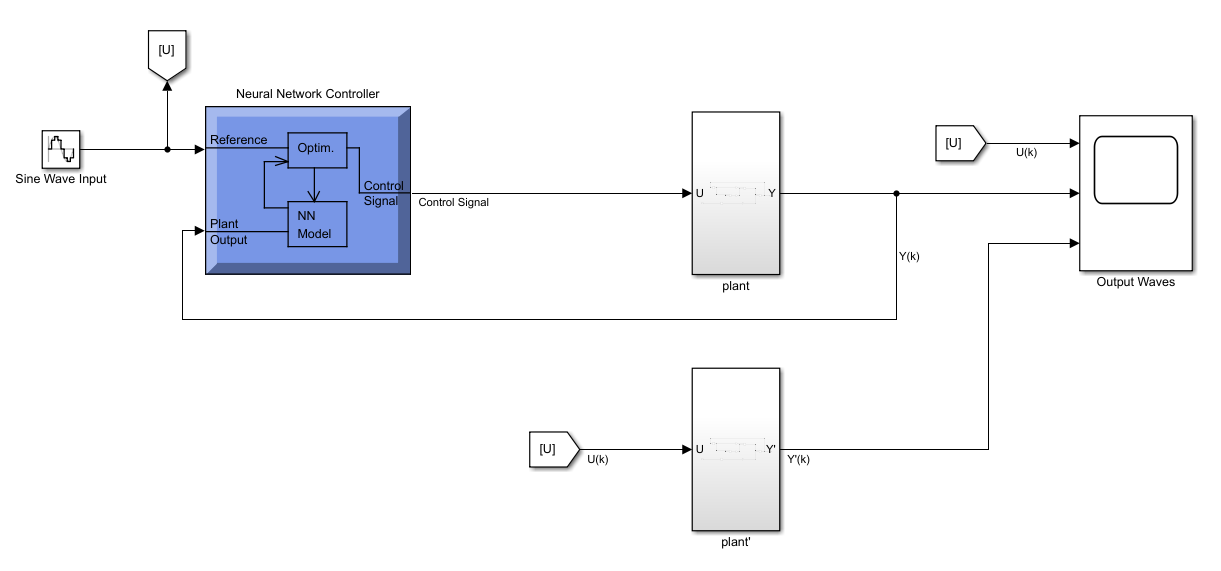 [U]
Neural Network Controller
Sine Wave Input
Reference
Optim.
Control
Signal
NN
Model
Plant
Output
Control Signal
U
Y
plant
Y(k)
[U]
U(k)
Output Waves
[U]
U(k)
U
Y'
Y'(k)
plant'